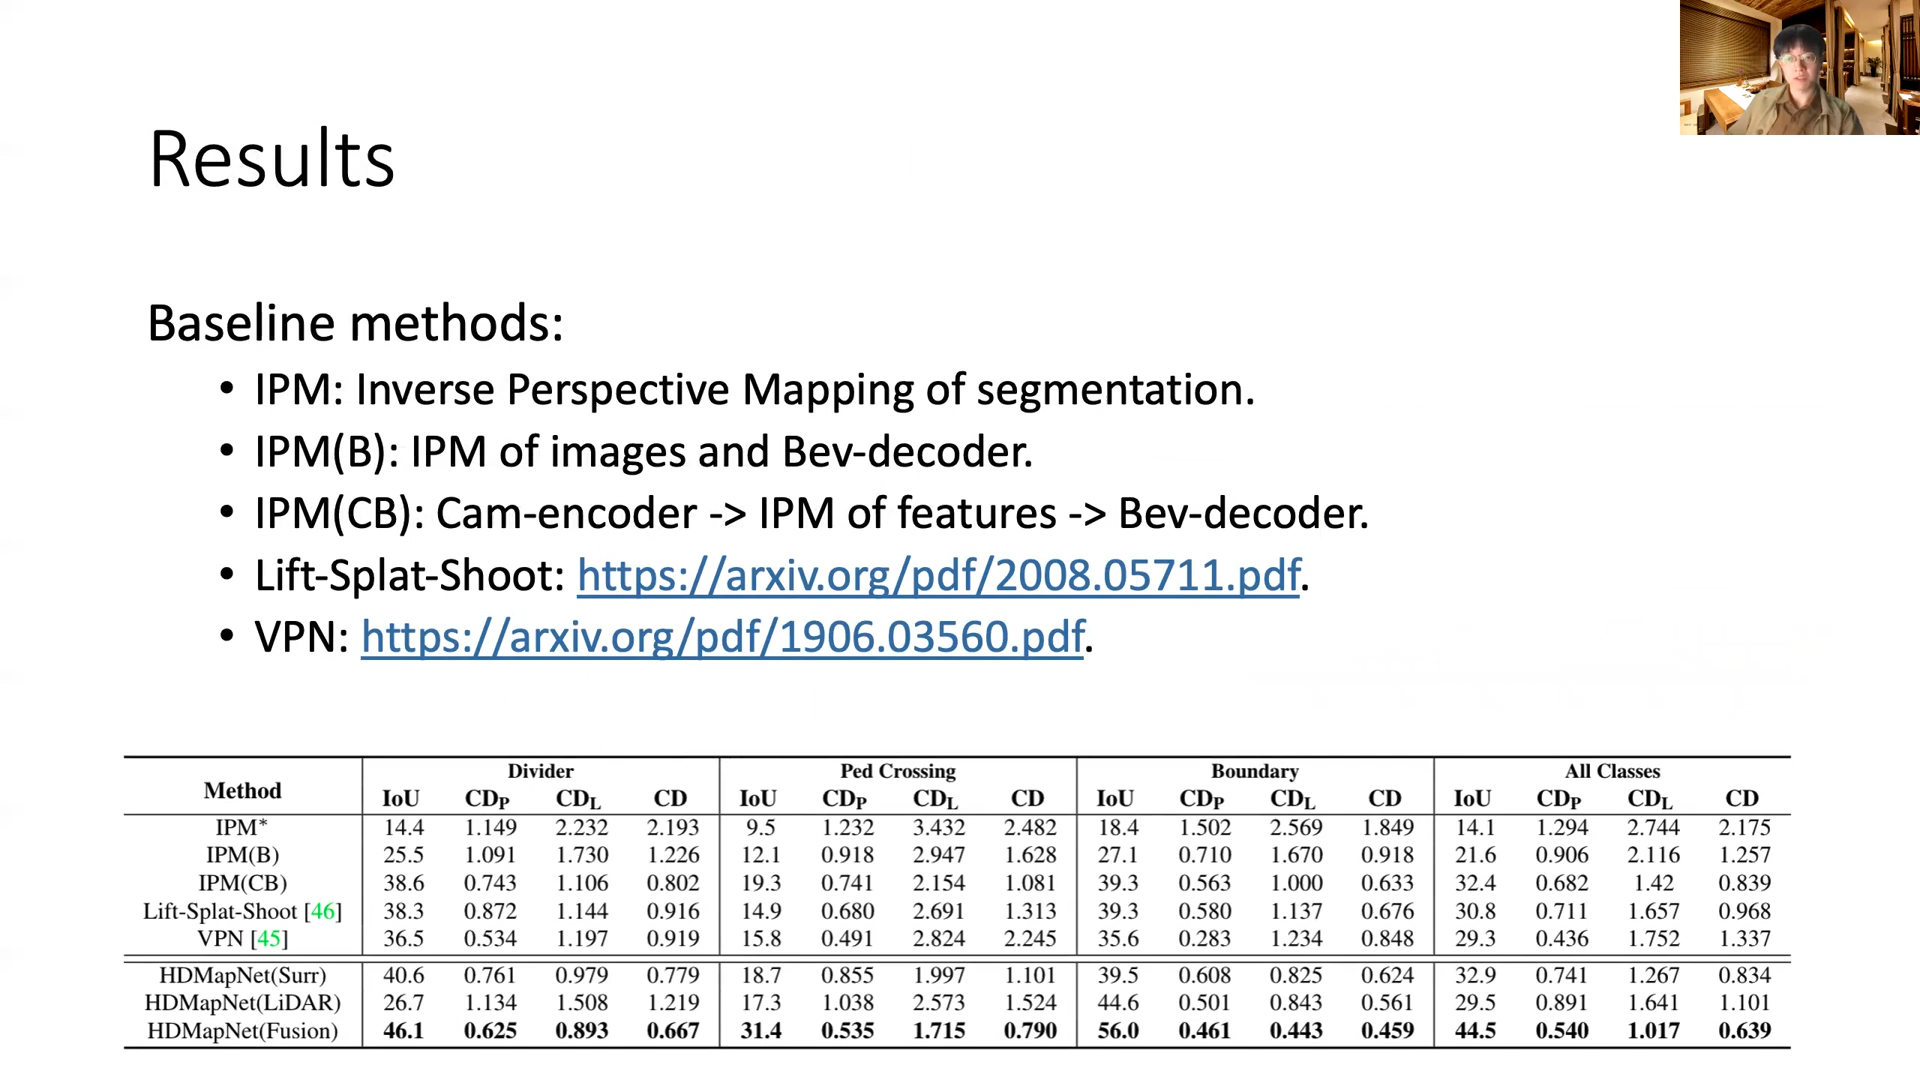 Results
Baseline methods:
• IPM: Inverse Perspective Mapping of segmentation.
• IPM(B): IPM of images and Bev-decoder.
• IPM(CB): Cam-encoder -> IPM of features -> Bev-decoder.
• Lift-Splat-Shoot: https://arxiv.org/pdf/2008.05711.pdf.
• VPN: https://arxiv.org/pdf/1906.03560.pdf.
Method Divider Ped Crossing Boundary All Classes
IoU CDP CDL CD IoU CDP CDL CD IoU CDP CDL CD IoU CDP CDL CD
IPM* 14.4 1.149 2.232 2.193 9.5 1.232 3.432 2.482 18.4 1.502 2.569 1.849 14.1 1.294 2.744 2.175
IPM(B) 25.5 1.091 1.730 1.226 12.1 0.918 2.947 1.628 27.1 0.710 1.670 0.918 21.6 0.906 2.116 1.257
IPM(CB) 38.6 0.743 1.106 0.802 19.3 0.741 2.154 1.081 39.3 0.563 1.000 0.633 32.4 0.682 1.42 0.839
Lift-Splat-Shoot [46] 38.3 0.872 1.144 0.916 14.9 0.680 2.691 1.313 39.3 0.580 1.137 0.676 30.8 0.711 1.657 0.968
VPN [45] 36.5 0.534 1.197 0.919 15.8 0.491 2.824 2.245 35.6 0.283 1.234 0.848 29.3 0.436 1.752 1.337
HDMapNet(Surr) 40.6 0.761 0.979 0.779 18.7 0.855 1.997 1.101 39.5 0.608 0.825 0.624 32.9 0.741 1.267 0.834
HDMapNet(LiDAR) 26.7 1.134 1.508 1.219 17.3 1.038 2.573 1.524 44.6 0.501 0.843 0.561 29.5 0.891 1.641 1.101
HDMapNet(Fusion) 46.1 0.625 0.893 0.667 31.4 0.535 1.715 0.790 56.0 0.461 0.443 0.459 44.5 0.540 1.017 0.639